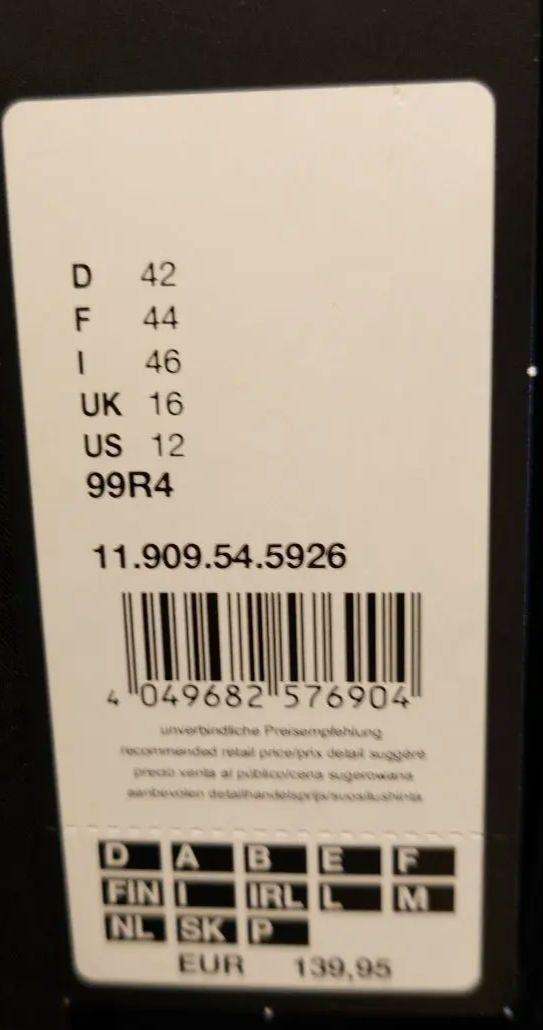 D 42
F 44
I 46
UK 16
US 12
99R4
11.909.54.5926
4 049682 576904
unverbindliche Preisempfehlung
recommended retail price/prix detail suggéré
precio venta al público/cena sugerowana
aanbevolen detailhandelsprijs/suositushinta
D A B E F
FIN I IRL L M
NL SK P
EUR 139,95